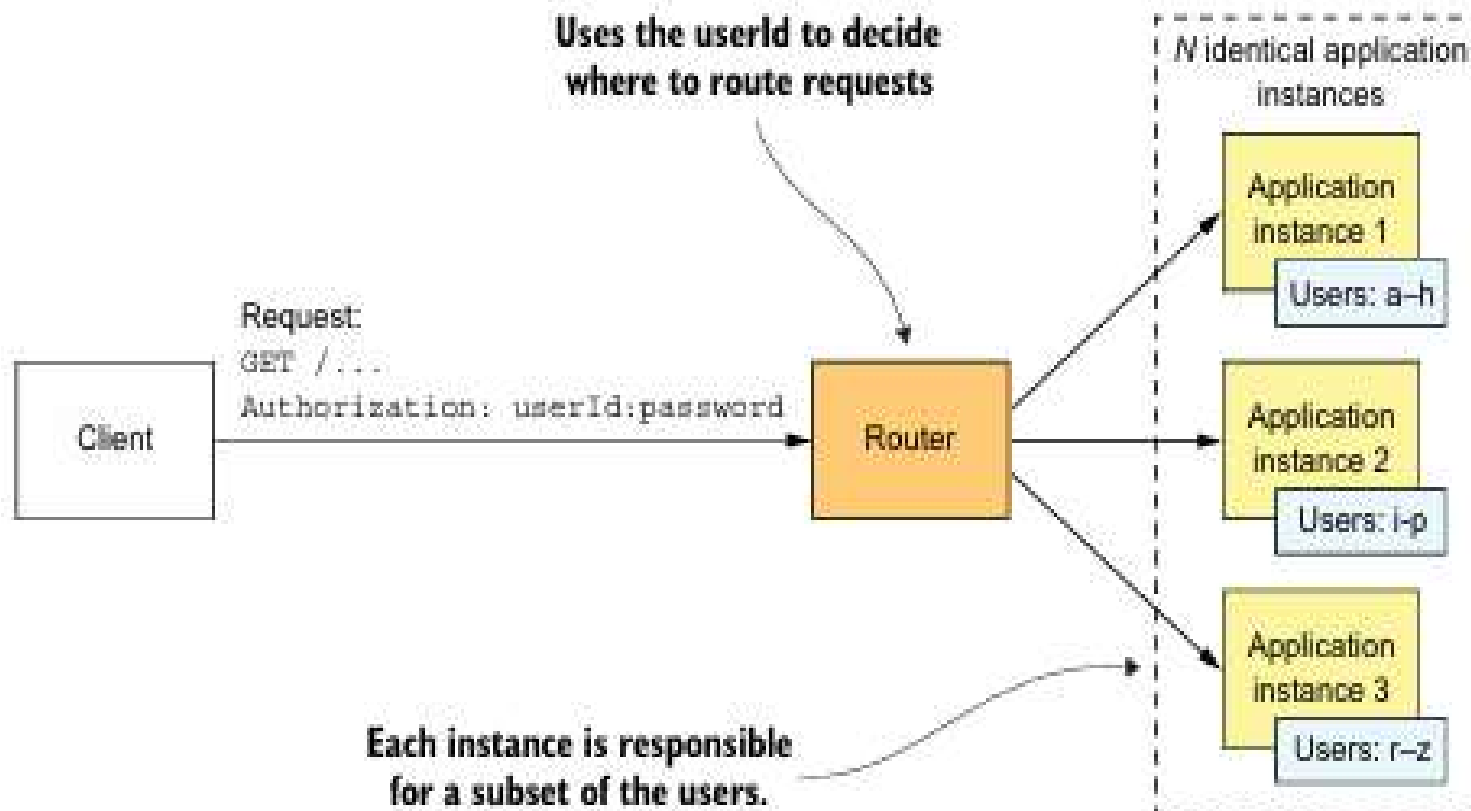 Uses the userId to decide
where to route requests
N identical application
instances
Application
instance 1
Users: a–h
Request:
GET /...
Authorization: userId:password
Client
Router
Application
instance 2
Users: i-p
Application
instance 3
Users: r–z
Each instance is responsible
for a subset of the users.